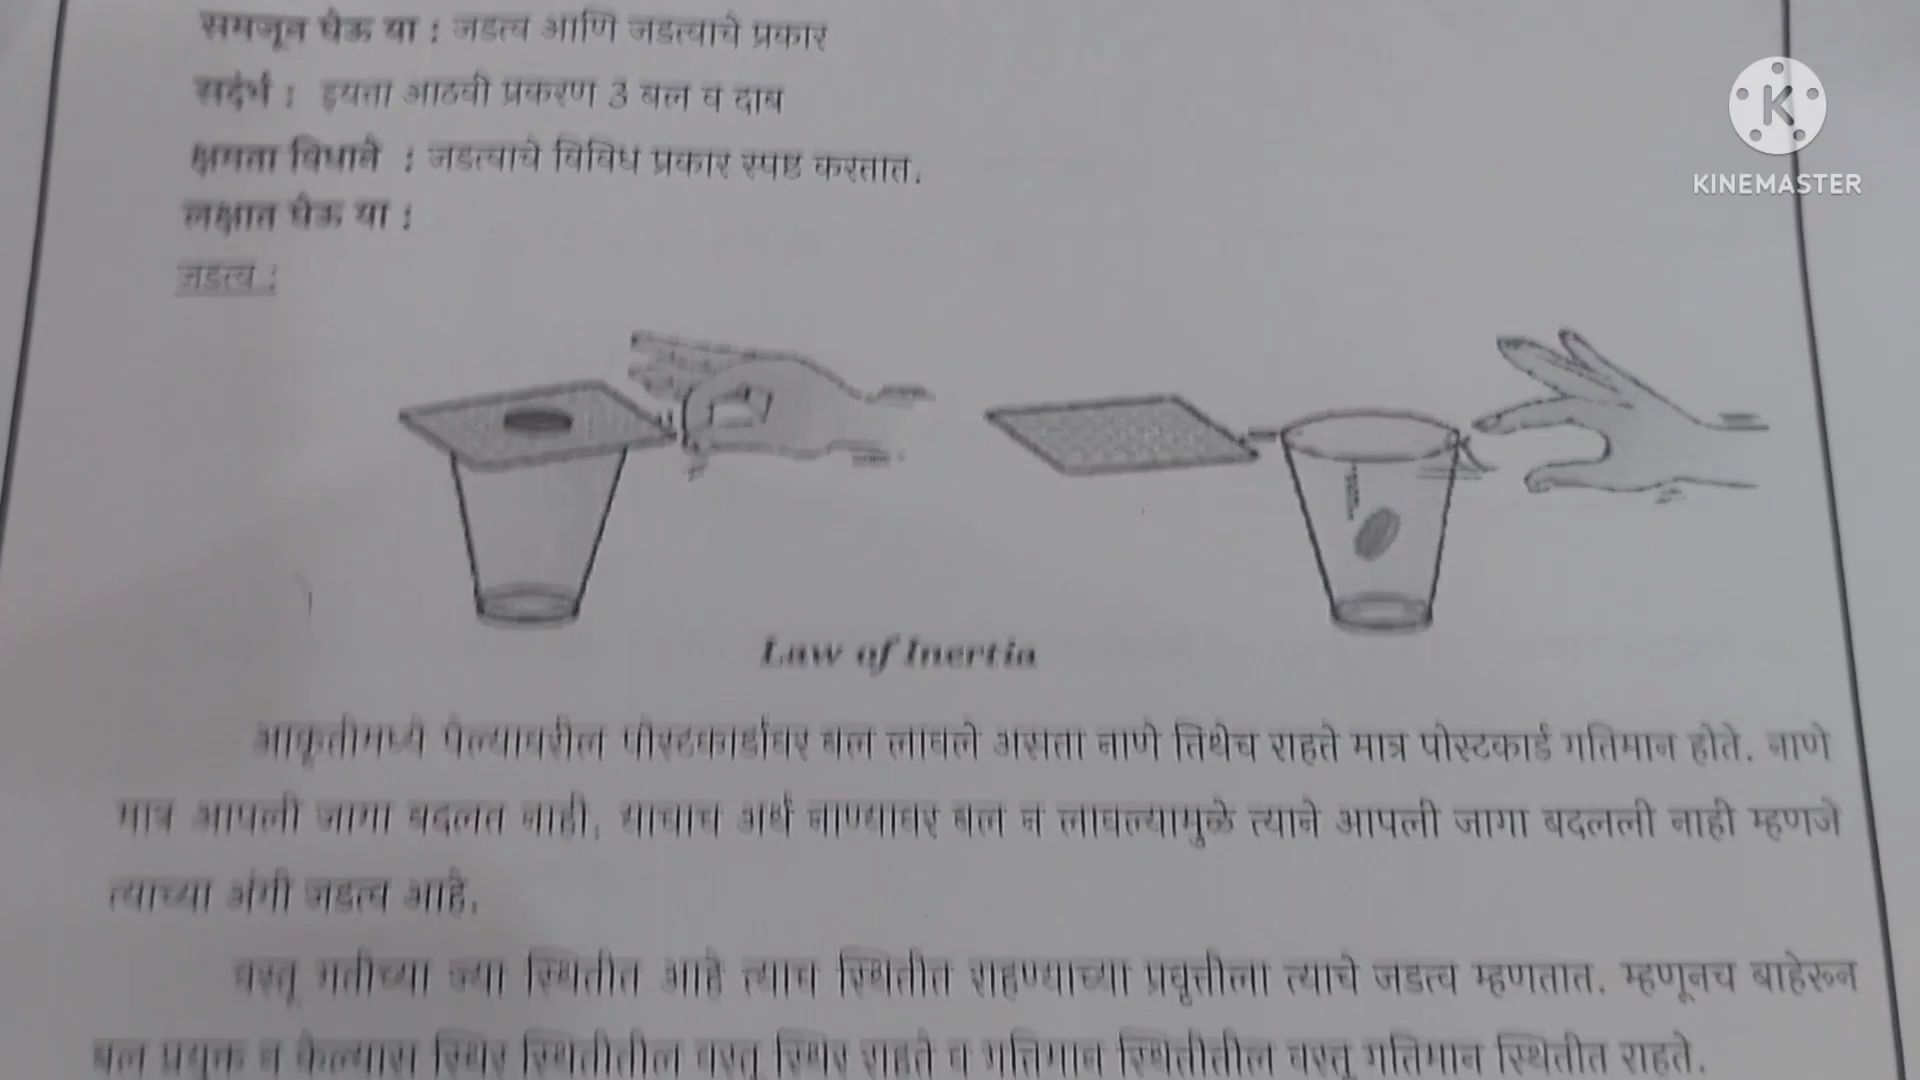 समजून घेऊ या : जडत्व आणि जडत्वाचे प्रकार
संदर्भ : इयत्ता आठवी प्रकरण 3 बल व दाब
क्षमता विधाने : जडत्वाचे विविध प्रकार स्पष्ट करतात.
लक्षात घेऊ या :
जडत्व :
KINEMASTER
Law of Inertia
आकृतीमध्ये पेल्यावरील पोस्टकार्डावर बल लावले असता नाणे तिथेच राहते मात्र पोस्टकार्ड गतिमान होते. नाणे
मात्र आपली जागा बदलत नाही. याचाच अर्थ नाण्यावर बल न लावल्यामुळे त्याने आपली जागा बदलली नाही म्हणजे
त्याच्या अंगी जडत्व आहे.
वस्तू गतीच्या ज्या स्थितीत आहे त्याच स्थितीत राहण्याच्या प्रवृत्तीला त्याचे जडत्व म्हणतात. म्हणूनच बाहेरून
बल प्रयुक्त न केल्यास स्थिर स्थितीतील वस्तू स्थिर राहते व गतिमान स्थितीतील वस्तू गतिमान स्थितीत राहते.